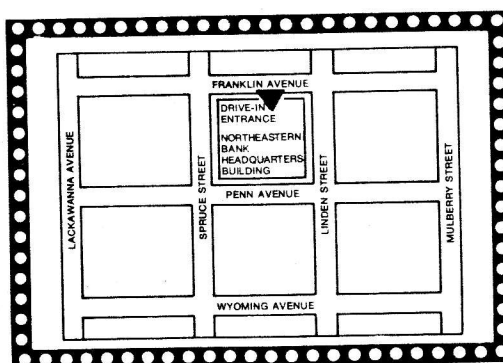 FRANKLIN AVENUE
DRIVE-IN
ENTRANCE
NORTHEASTERN
BANK
HEADQUARTERS
BUILDING
LACKAWANNA AVENUE
SPRUCE STREET
PENN AVENUE
LINDEN STREET
MULBERRY STREET
WYOMING AVENUE